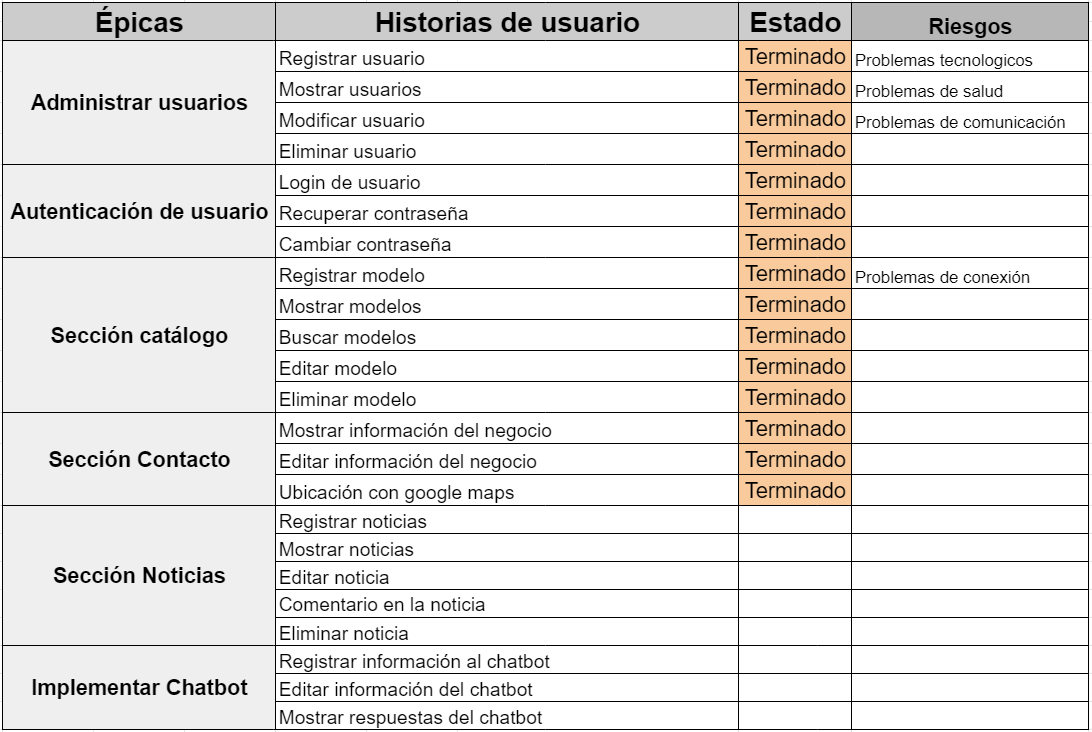 Épicas Historias de usuario Estado Riesgos
Administrar usuarios
Registrar usuario Terminado Problemas tecnologicos
Mostrar usuarios Terminado Problemas de salud
Modificar usuario Terminado Problemas de comunicación
Eliminar usuario Terminado
Autenticación de usuario
Login de usuario Terminado
Recuperar contraseña Terminado
Cambiar contraseña Terminado
Sección catálogo
Registrar modelo Terminado Problemas de conexión
Mostrar modelos Terminado
Buscar modelos Terminado
Editar modelo Terminado
Eliminar modelo Terminado
Sección Contacto
Mostrar información del negocio Terminado
Editar información del negocio Terminado
Ubicación con google maps Terminado
Sección Noticias
Registrar noticias
Mostrar noticias
Editar noticia
Comentario en la noticia
Eliminar noticia
Implementar Chatbot
Registrar información al chatbot
Editar información del chatbot
Mostrar respuestas del chatbot